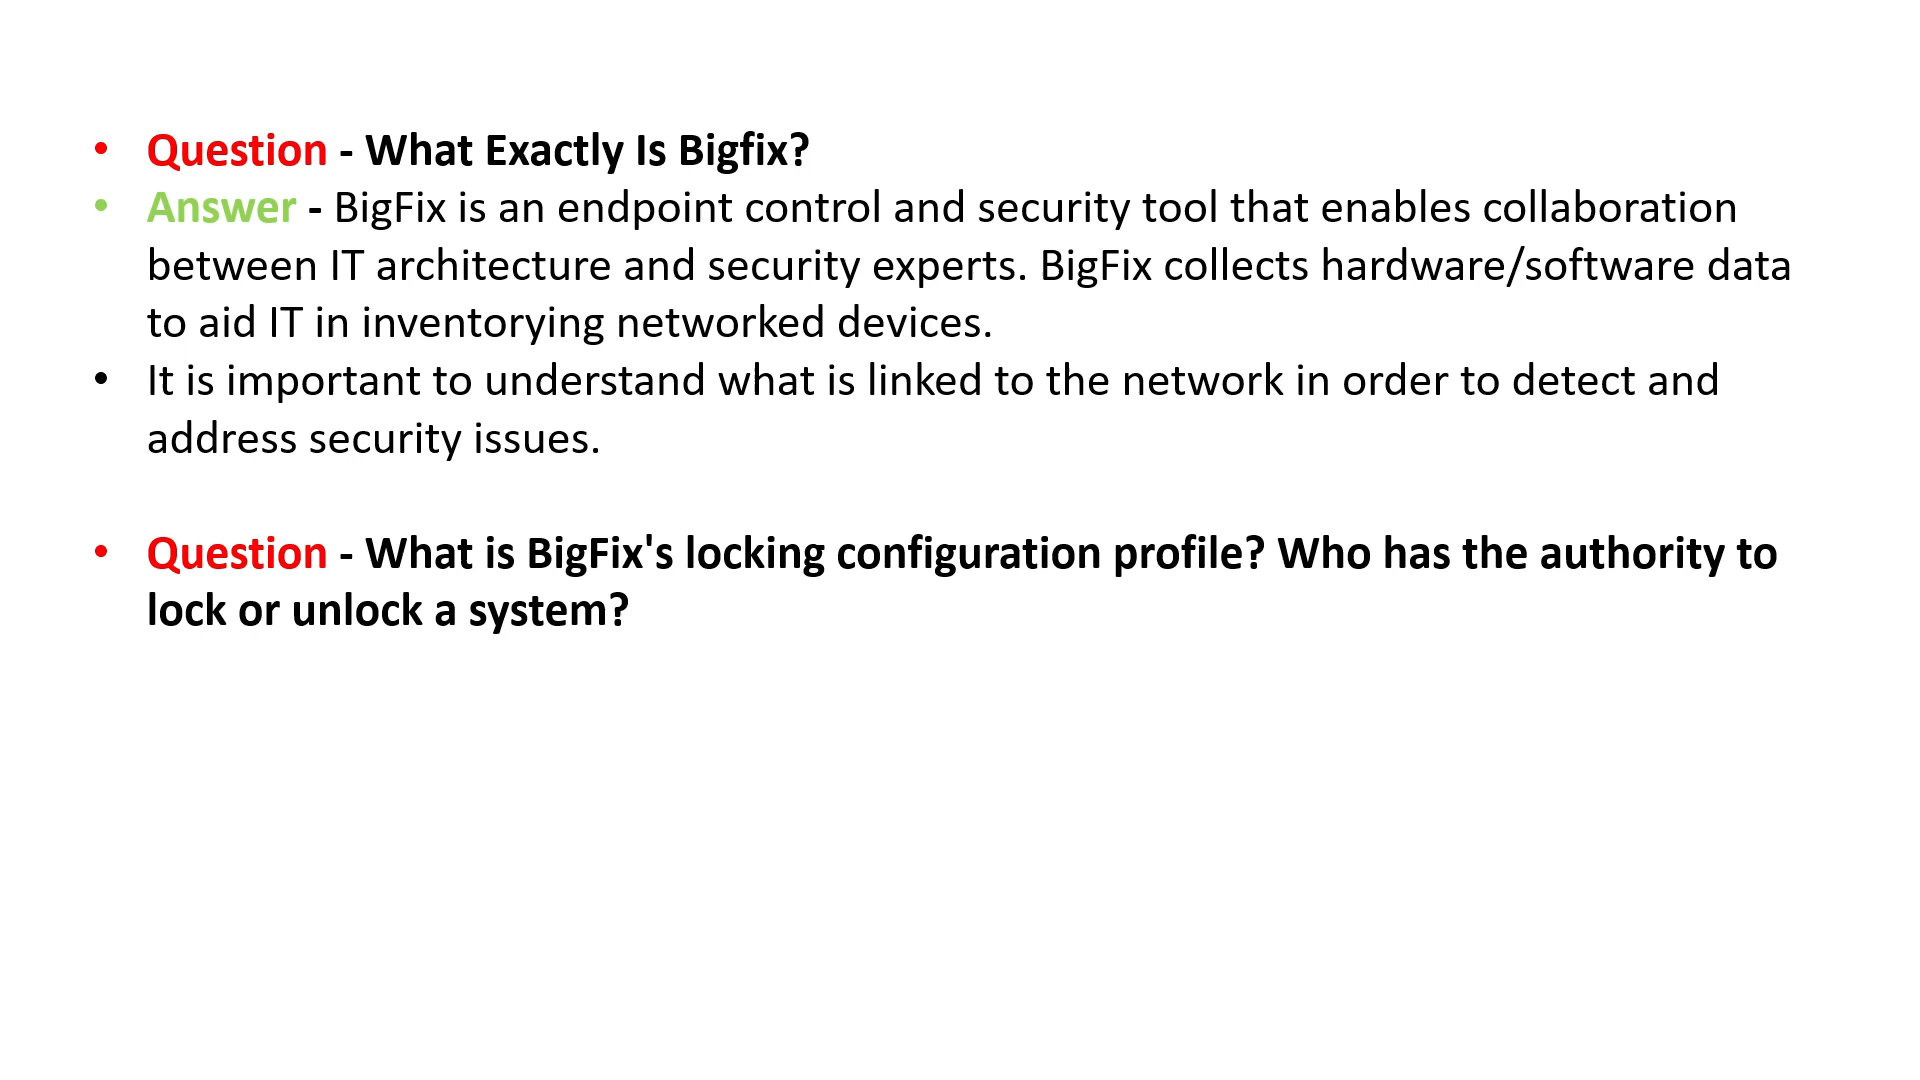 • Question - What Exactly Is Bigfix?
• Answer - BigFix is an endpoint control and security tool that enables collaboration
between IT architecture and security experts. BigFix collects hardware/software data
to aid IT in inventorying networked devices.
• It is important to understand what is linked to the network in order to detect and
address security issues.
• Question - What is BigFix's locking configuration profile? Who has the authority to
lock or unlock a system?